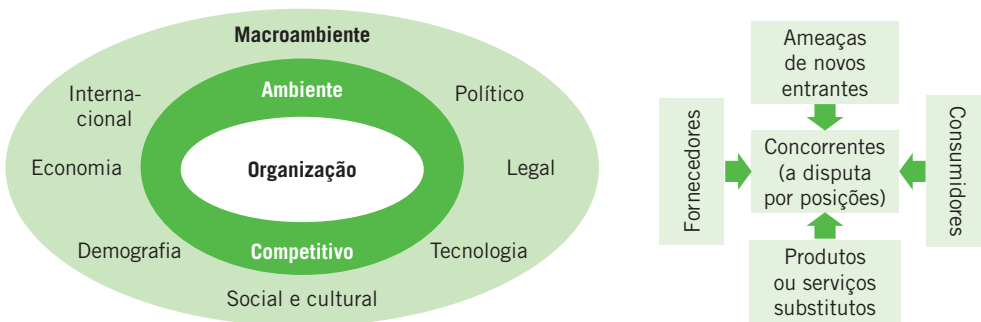 Macroambiente
Ambiente
Interna-
cional
Político
Economia
Organização
Legal
Demografia
Competitivo
Tecnologia
Social e cultural
Ameaças
de novos
entrantes
Fornecedores
Concorrentes
(a disputa
por posições)
Consumidores
Produtos
ou serviços
substitutos